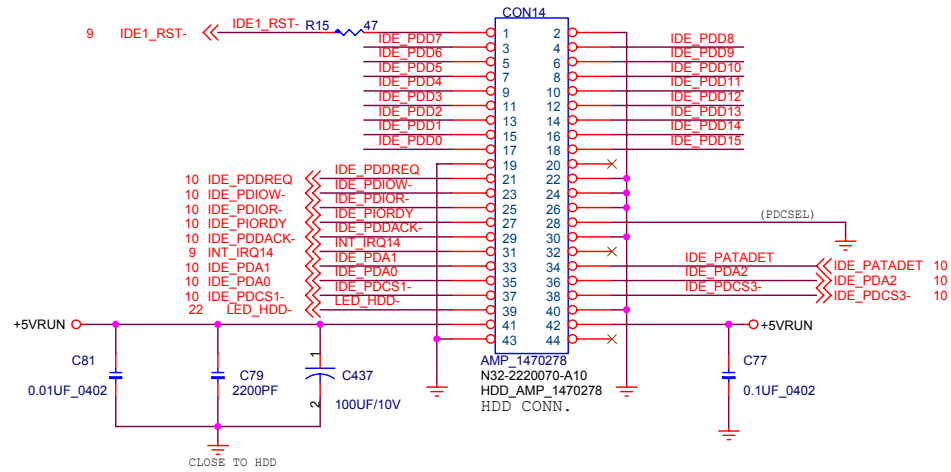 CON14
9 IDE1_RST- IDE1_RST- R15 47 1 2
IDE_PDD7 3 4 IDE_PDD8
IDE_PDD6 5 6 IDE_PDD9
IDE_PDD5 7 8 IDE_PDD10
IDE_PDD4 9 10 IDE_PDD11
IDE_PDD3 11 12 IDE_PDD12
IDE_PDD2 13 14 IDE_PDD13
IDE_PDD1 15 16 IDE_PDD14
IDE_PDD0 17 18 IDE_PDD15
19 20
10 IDE_PDDREQ IDE_PDDREQ 21 22
10 IDE_PDIOW- IDE_PDIOW- 23 24
10 IDE_PDIOR- IDE_PDIOR- 25 26
10 IDE_PIORDY IDE_PIORDY 27 28 (PDCSEL)
10 IDE_PDDACK- IDE_PDDACK- 29 30
9 INT_IRQ14 INT_IRQ14 31 32
10 IDE_PDA1 IDE_PDA1 33 34 IDE_PATADET IDE_PATADET 10
10 IDE_PDA0 IDE_PDA0 35 36 IDE_PDA2 IDE_PDA2 10
10 IDE_PDCS1- IDE_PDCS1- 37 38 IDE_PDCS3- IDE_PDCS3- 10
22 LED_HDD- LED_HDD- 39 40
+5VRUN 41 42 +5VRUN
43 44
C81
0.01UF_0402
C79
2200PF
1
C437
2
100UF/10V
AMP_1470278
N32-2220070-A10
HDD_AMP_1470278
HDD CONN.
C77
0.1UF_0402
CLOSE TO HDD